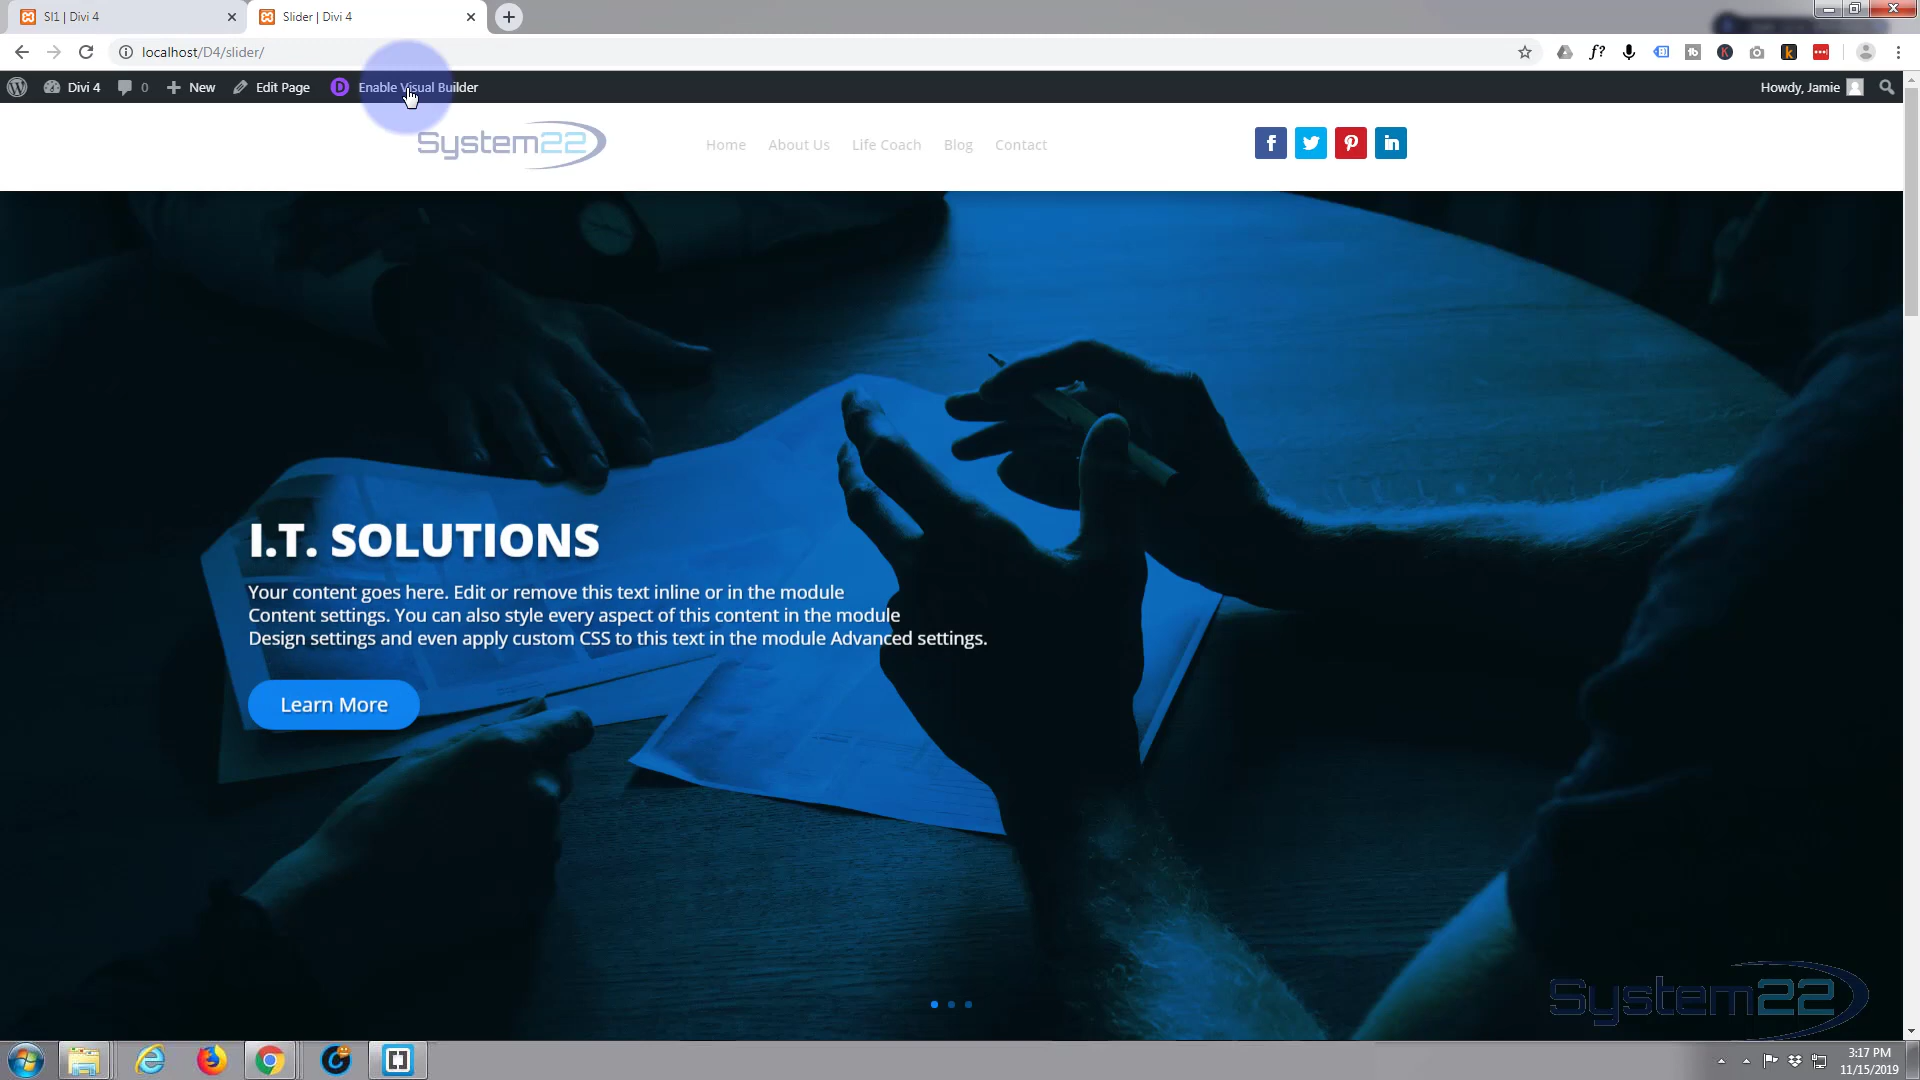 SI1 | Divi 4
Slider | Divi 4
localhost/D4/slider/
Divi 4
0
New
Edit Page
Enable Visual Builder
Howdy, Jamie
System22
Home
About Us
Life Coach
Blog
Contact
I.T. SOLUTIONS
Your content goes here. Edit or remove this text inline or in the module
Content settings. You can also style every aspect of this content in the module
Design settings and even apply custom CSS to this text in the module Advanced settings.
Learn More
System22
3:17 PM
11/15/2019